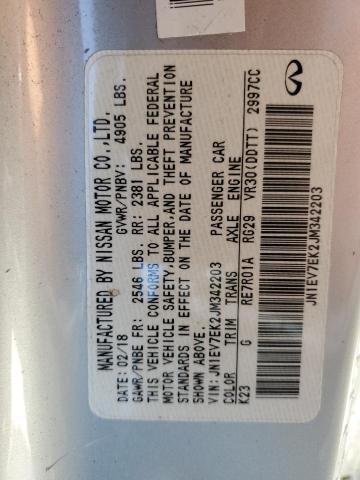 MANUFACTURED BY NISSAN MOTOR CO.,LTD.
DATE: 02/18 GVWR/PNBV: 4905 LBS.
GAWR/PNBE FR: 2546 LBS. RR: 2381 LBS.
THIS VEHICLE CONFORMS TO ALL APPLICABLE FEDERAL
MOTOR VEHICLE SAFETY,BUMPER,AND THEFT PREVENTION
STANDARDS IN EFFECT ON THE DATE OF MANUFACTURE
SHOWN ABOVE.
VIN: JN1EV7EK2JM342203 PASSENGER CAR
COLOR TRIM TRANS AXLE ENGINE
K23 G RE7R01A RG29 VR30(DDTT) 2997CC
JN1EV7EK2JM342203